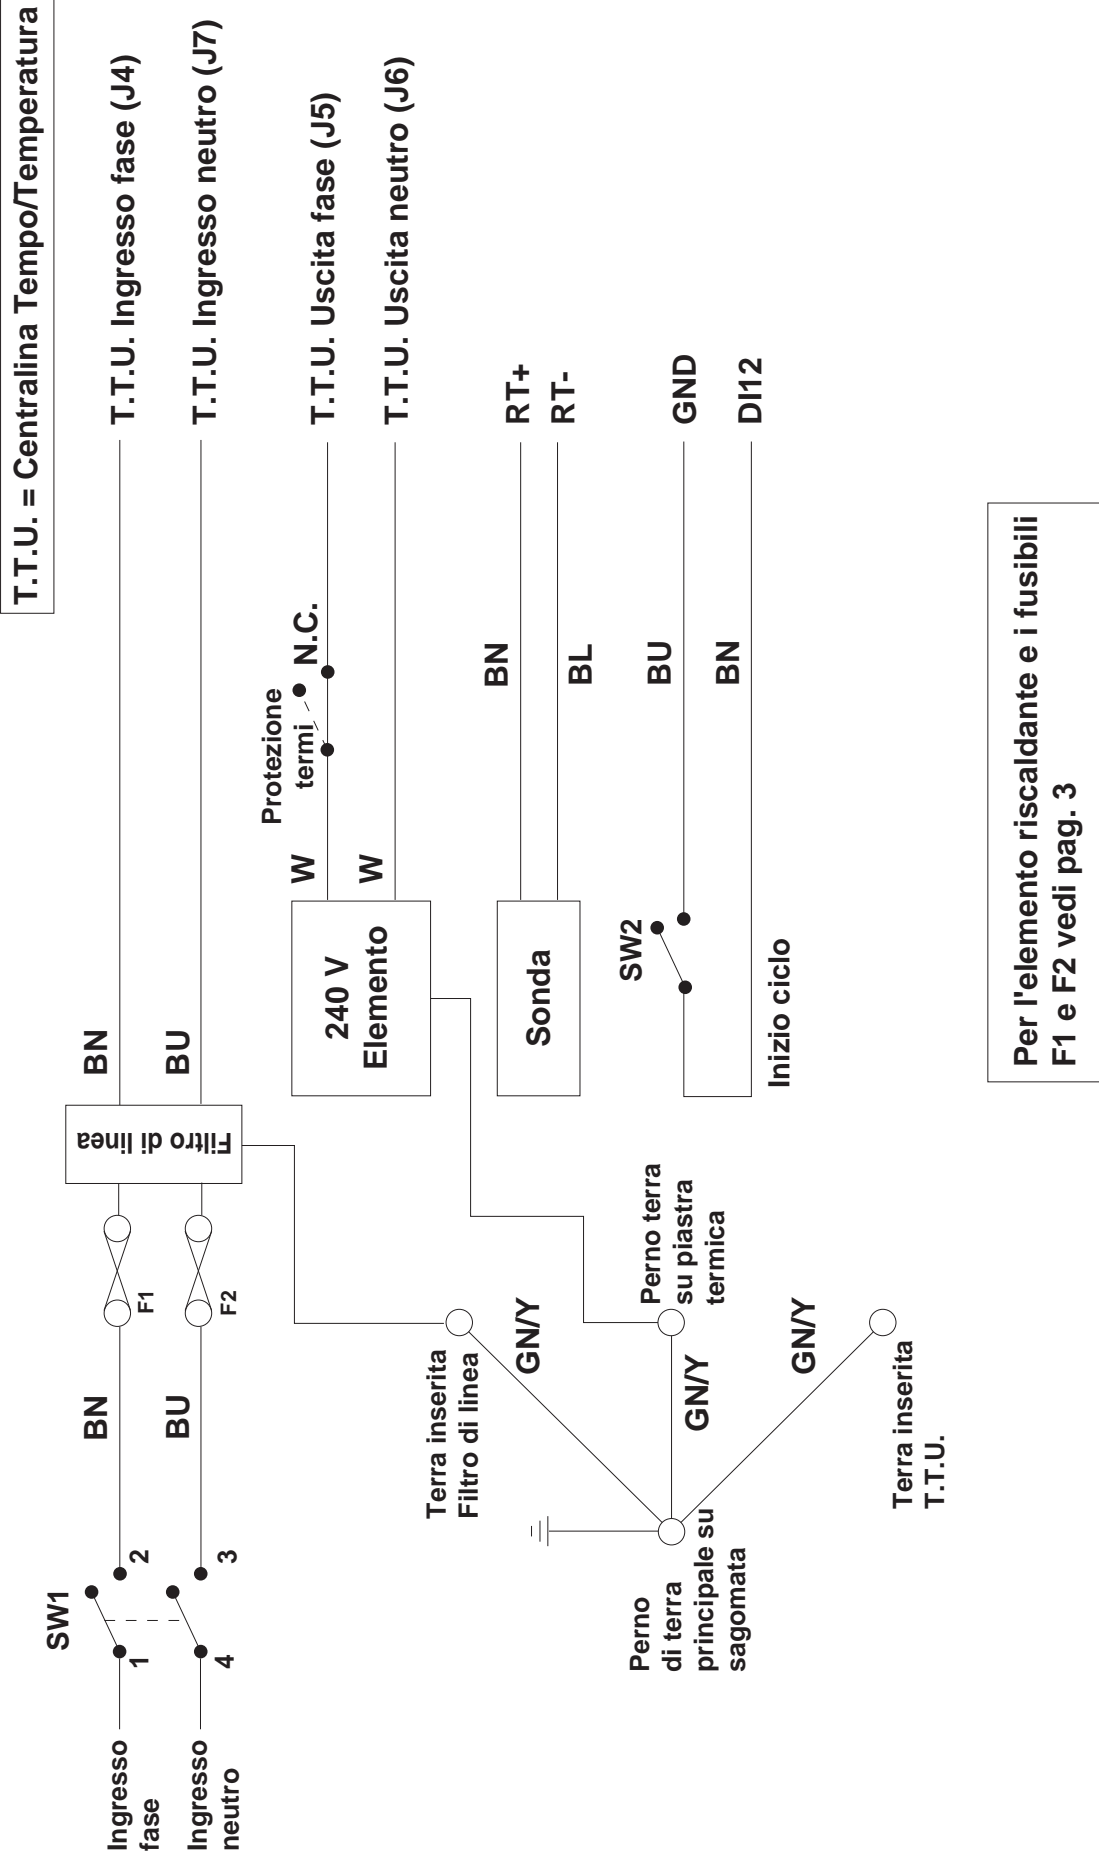 T.T.U. = Centralina Tempo/Temperatura
SW1
1
2
4
3
Ingresso
fase
Ingresso
neutro
BN
BU
F1
F2
Filtro di linea
BN
BU
T.T.U. Ingresso fase (J4)
T.T.U. Ingresso neutro (J7)
Protezione
termi
N.C.
W
W
240 V
Elemento
T.T.U. Uscita fase (J5)
T.T.U. Uscita neutro (J6)
Sonda
BN
BL
RT+
RT-
SW2
BU
BN
GND
DI12
Inizio ciclo
Terra inserita
Filtro di linea
GN/Y
Perno terra
su piastra
termica
GN/Y
GN/Y
Perno
di terra
principale su
sagomata
Terra inserita
T.T.U.
Per l'elemento riscaldante e i fusibili
F1 e F2 vedi pag. 3